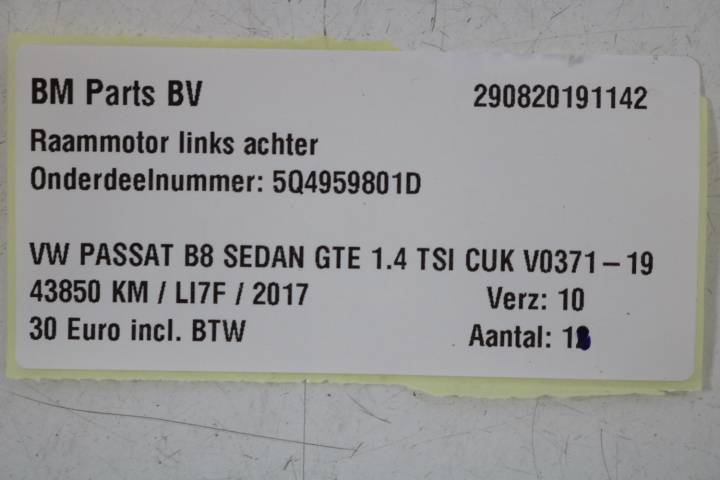 BM Parts BV 290820191142
Raammotor links achter
Onderdeelnummer: 5Q4959801D
VW PASSAT B8 SEDAN GTE 1.4 TSI CUK V0371-19
43850 KM / LI7F / 2017 Verz: 10
30 Euro incl. BTW Aantal: